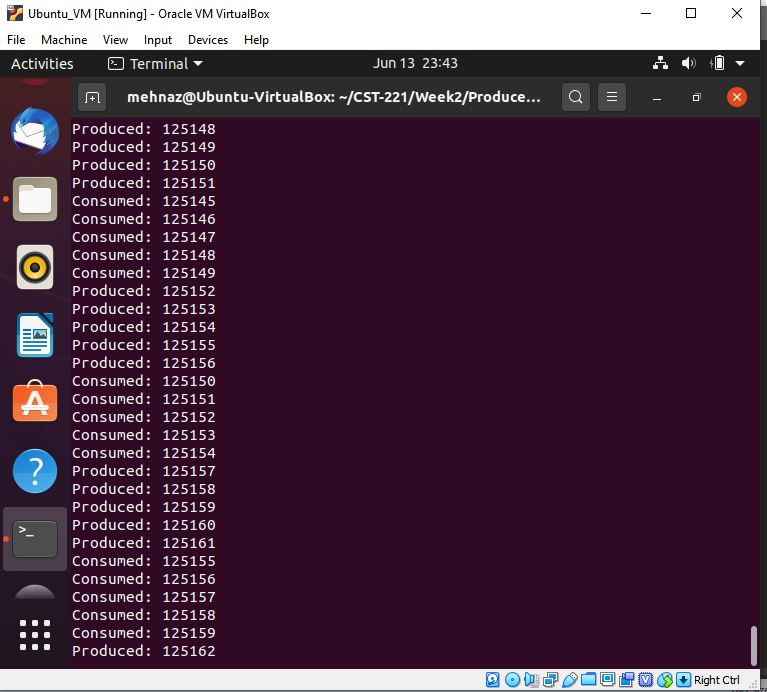 Ubuntu_VM [Running] - Oracle VM VirtualBox
File Machine View Input Devices Help
Activities Terminal Jun 13 23:43
mehnaz@Ubuntu-VirtualBox: ~/CST-221/Week2/Produce...
Produced: 125148
Produced: 125149
Produced: 125150
Produced: 125151
Consumed: 125145
Consumed: 125146
Consumed: 125147
Consumed: 125148
Consumed: 125149
Produced: 125152
Produced: 125153
Produced: 125154
Produced: 125155
Produced: 125156
Consumed: 125150
Consumed: 125151
Consumed: 125152
Consumed: 125153
Consumed: 125154
Produced: 125157
Produced: 125158
Produced: 125159
Produced: 125160
Produced: 125161
Consumed: 125155
Consumed: 125156
Consumed: 125157
Consumed: 125158
Consumed: 125159
Produced: 125162
Right Ctrl